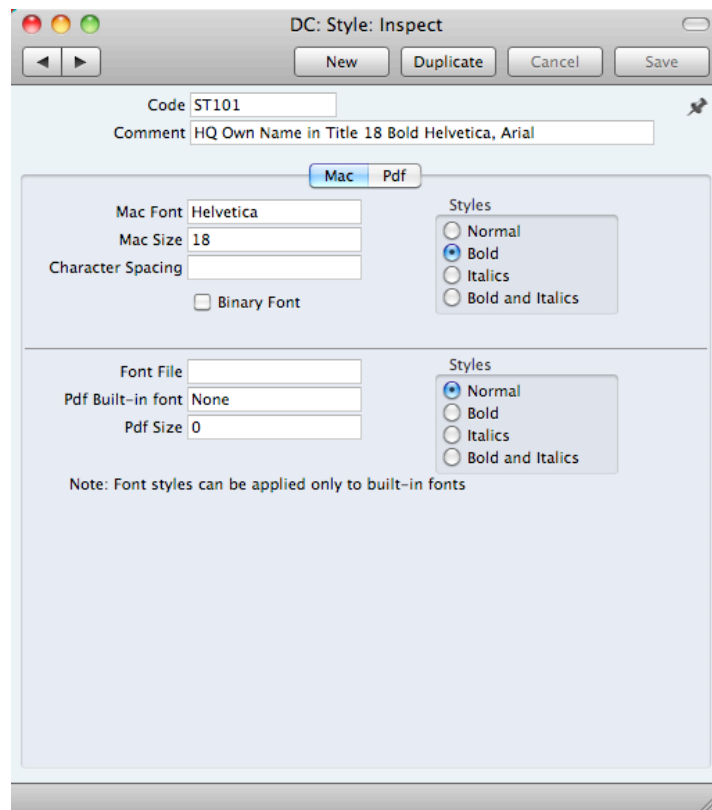 DC: Style: Inspect
New Duplicate Cancel Save
Code ST101
Comment HQ Own Name in Title 18 Bold Helvetica, Arial
Mac Pdf
Mac Font Helvetica
Mac Size 18
Character Spacing
Binary Font
Styles
Normal
Bold
Italics
Bold and Italics
Font File
Pdf Built-in font None
Pdf Size 0
Styles
Normal
Bold
Italics
Bold and Italics
Note: Font styles can be applied only to built-in fonts